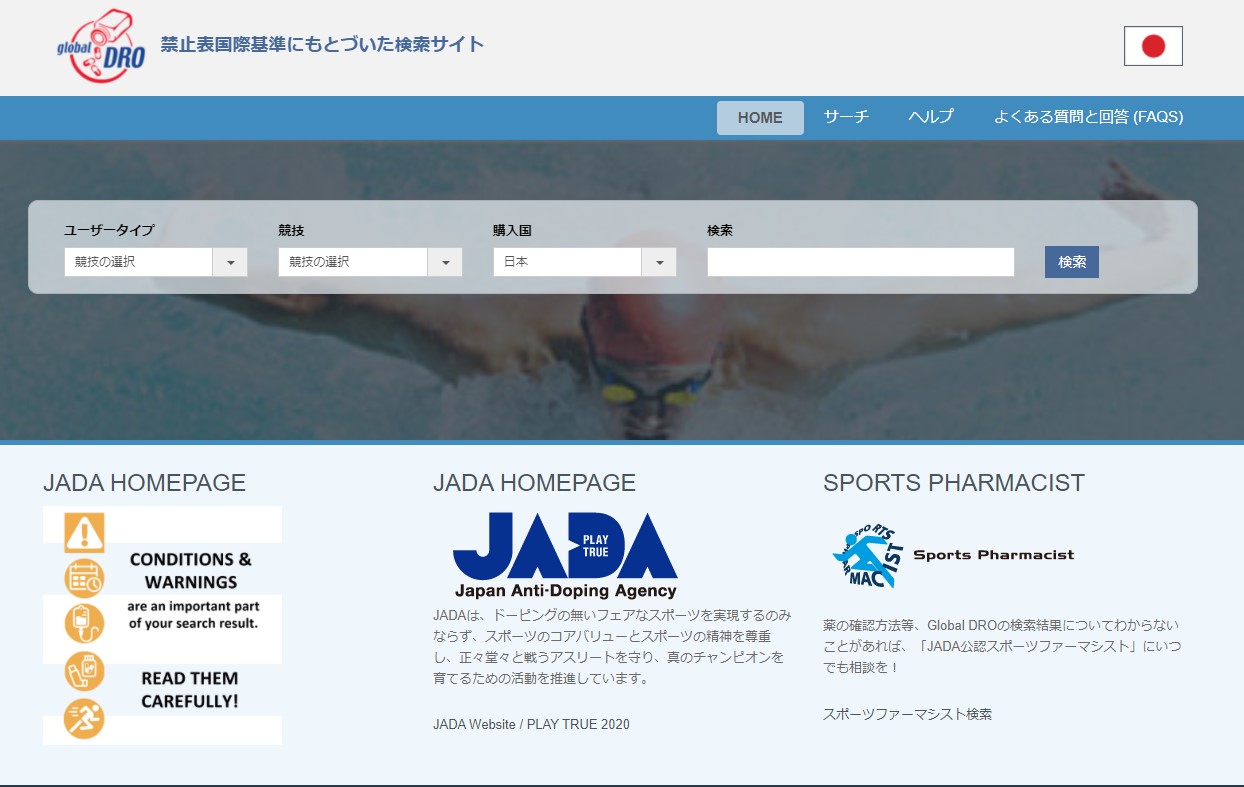 global DRO
禁止表国際基準にもとづいた検索サイト
HOME サーチ ヘルプ よくある質問と回答 (FAQS)
ユーザータイプ 競技 購入国 検索
競技の選択 競技の選択 日本 検索
JADA HOMEPAGE
CONDITIONS &
WARNINGS
are an important part
of your search result.
READ THEM
CAREFULLY!
JADA HOMEPAGE
JADA
PLAY
TRUE
Japan Anti-Doping Agency
JADAは、ドーピングの無いフェアなスポーツを実現するのみ
ならず、スポーツのコアバリューとスポーツの精神を尊重
し、正々堂々と戦うアスリートを守り、真のチャンピオンを
育てるための活動を推進しています。
JADA Website / PLAY TRUE 2020
SPORTS PHARMACIST
SPORTS PHARMACIST
Sports Pharmacist
薬の確認方法等、Global DROの検索結果についてわからない
ことがあれば、「JADA公認スポーツファーマシスト」にいつ
でも相談を！
スポーツファーマシスト検索